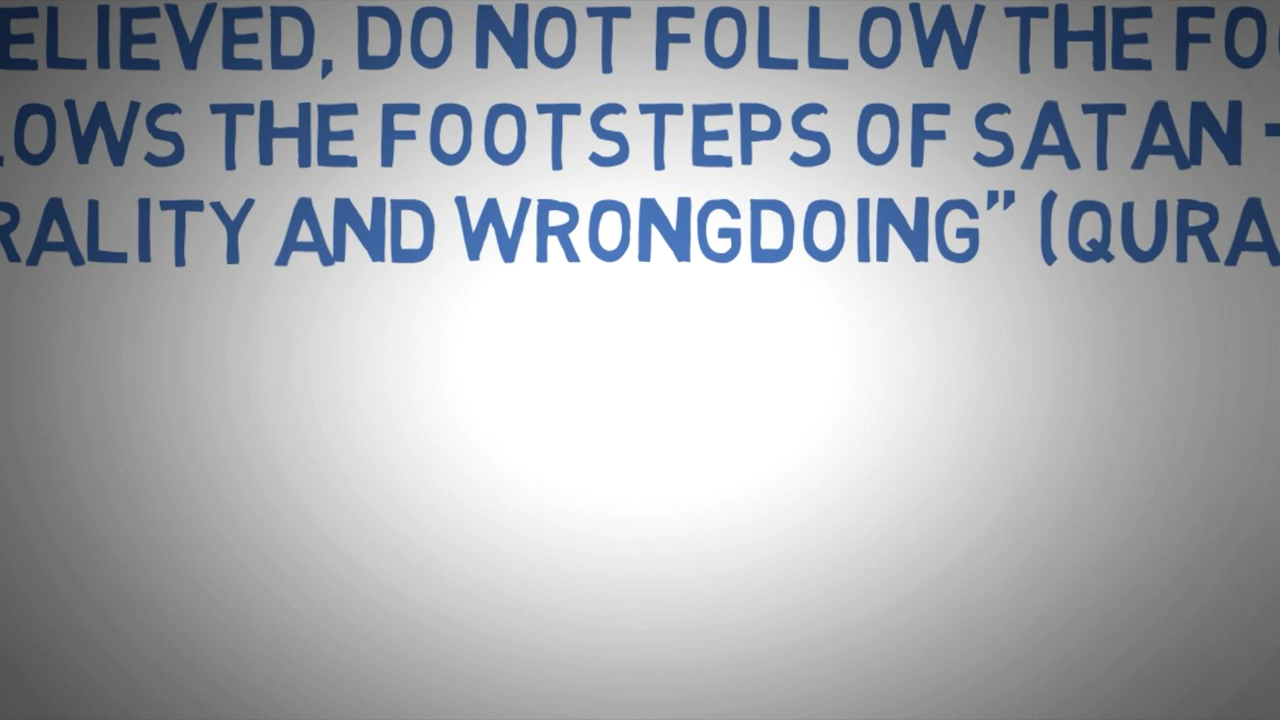 ELIEVED, DO NOT FOLLOW THE FO
LOWS THE FOOTSTEPS OF SATAN -
RALITY AND WRONGDOING” (QURA